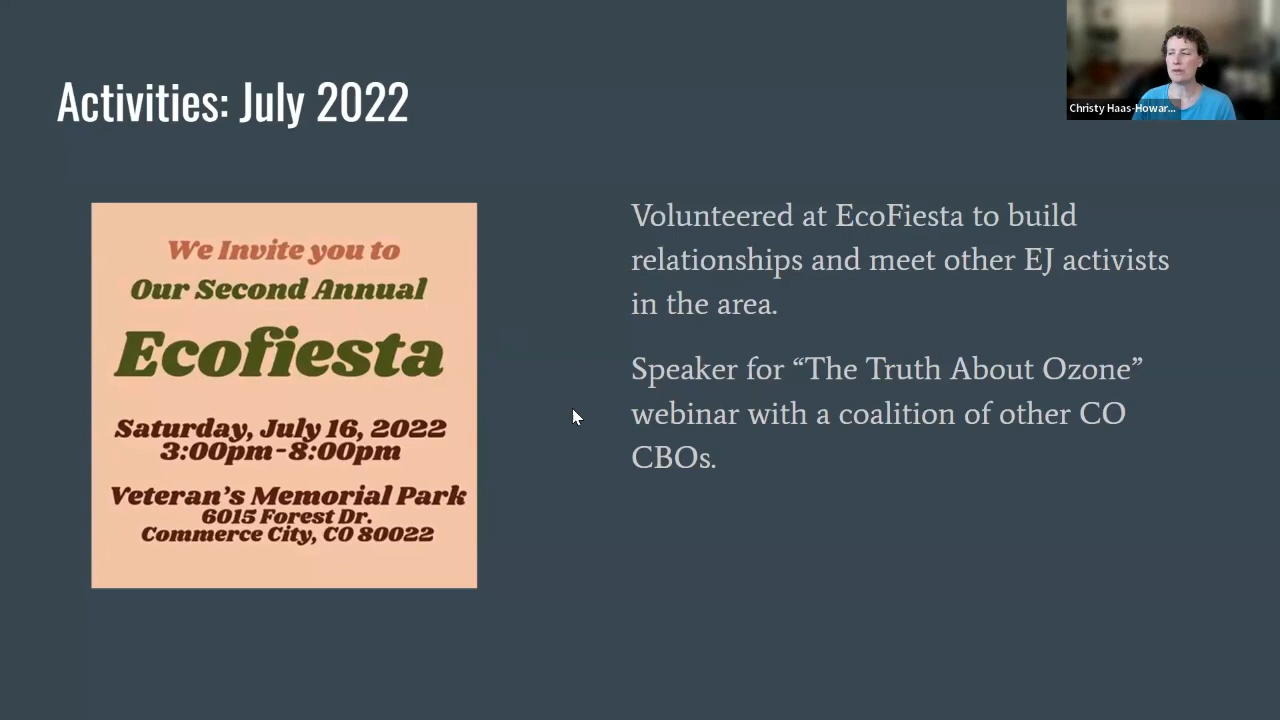 Activities: July 2022
Christy Haas-Howar...
We Invite you to
Our Second Annual
Ecofiesta
Saturday, July 16, 2022
3:00pm-8:00pm
Veteran's Memorial Park
6015 Forest Dr.
Commerce City, CO 80022
Volunteered at EcoFiesta to build
relationships and meet other EJ activists
in the area.
Speaker for “The Truth About Ozone”
webinar with a coalition of other CO
CBOs.